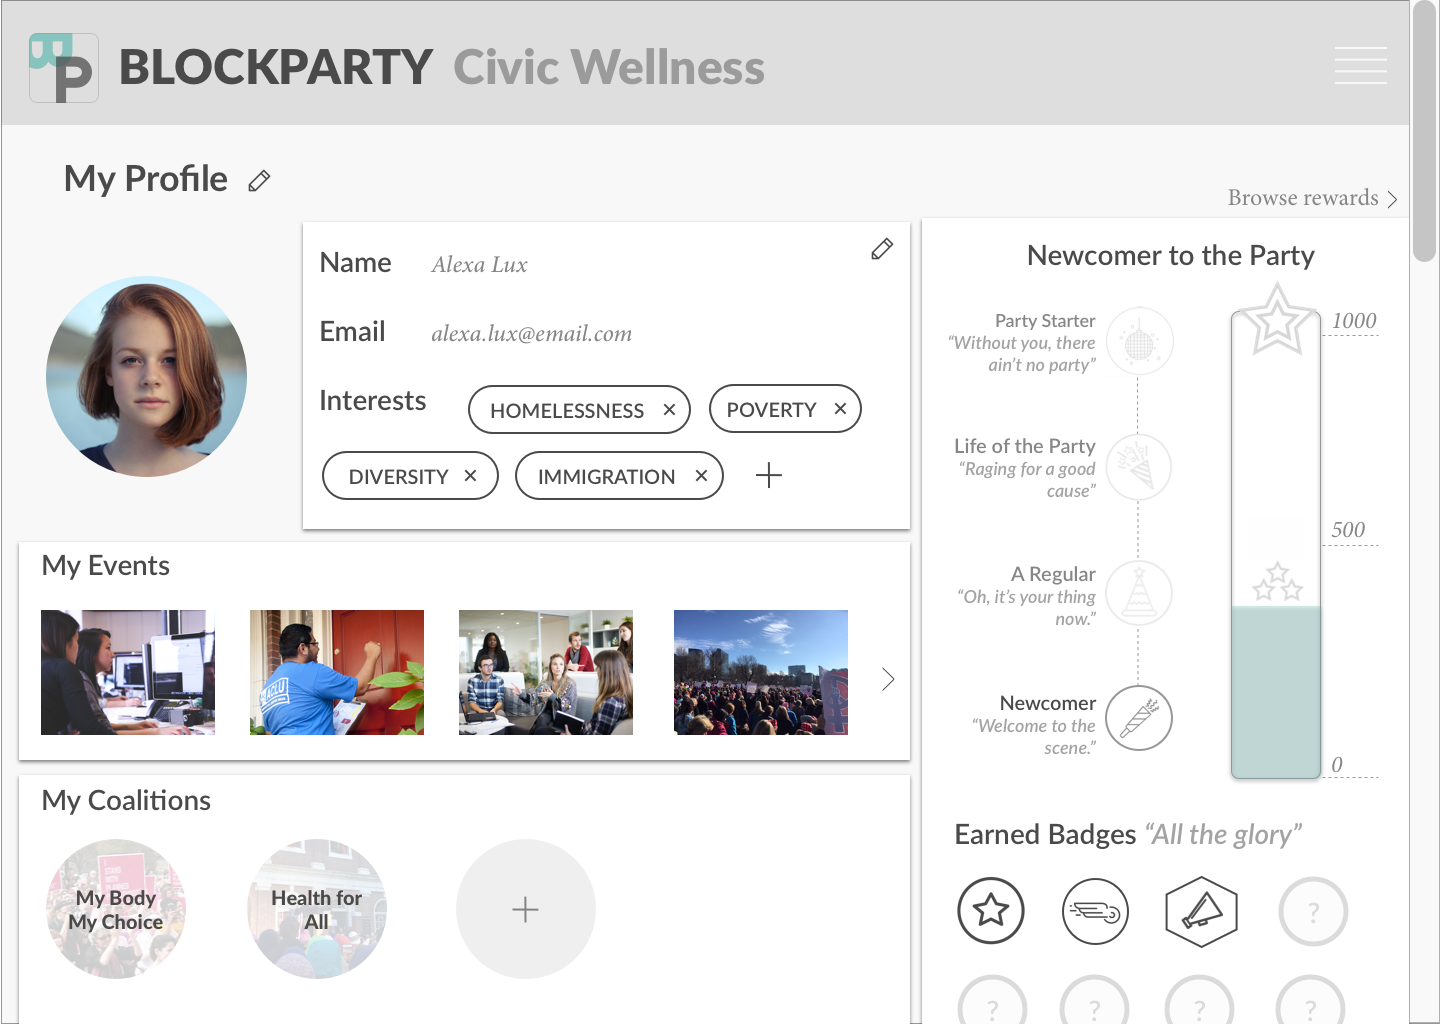 BP
BLOCKPARTY Civic Wellness
My Profile
Browse rewards
Name Alexa Lux
Email alexa.lux@email.com
Interests HOMELESSNESS × POVERTY ×
DIVERSITY × IMMIGRATION × +
My Events
ACLU
My Coalitions
My Body
My Choice
Health for
All
+
Newcomer to the Party
Party Starter
“Without you, there
ain’t no party”
Life of the Party
“Raging for a good
cause”
A Regular
“Oh, it’s your thing
now.”
Newcomer
“Welcome to the
scene.”
1000
500
0
Earned Badges “All the glory”
?
? ? ? ?